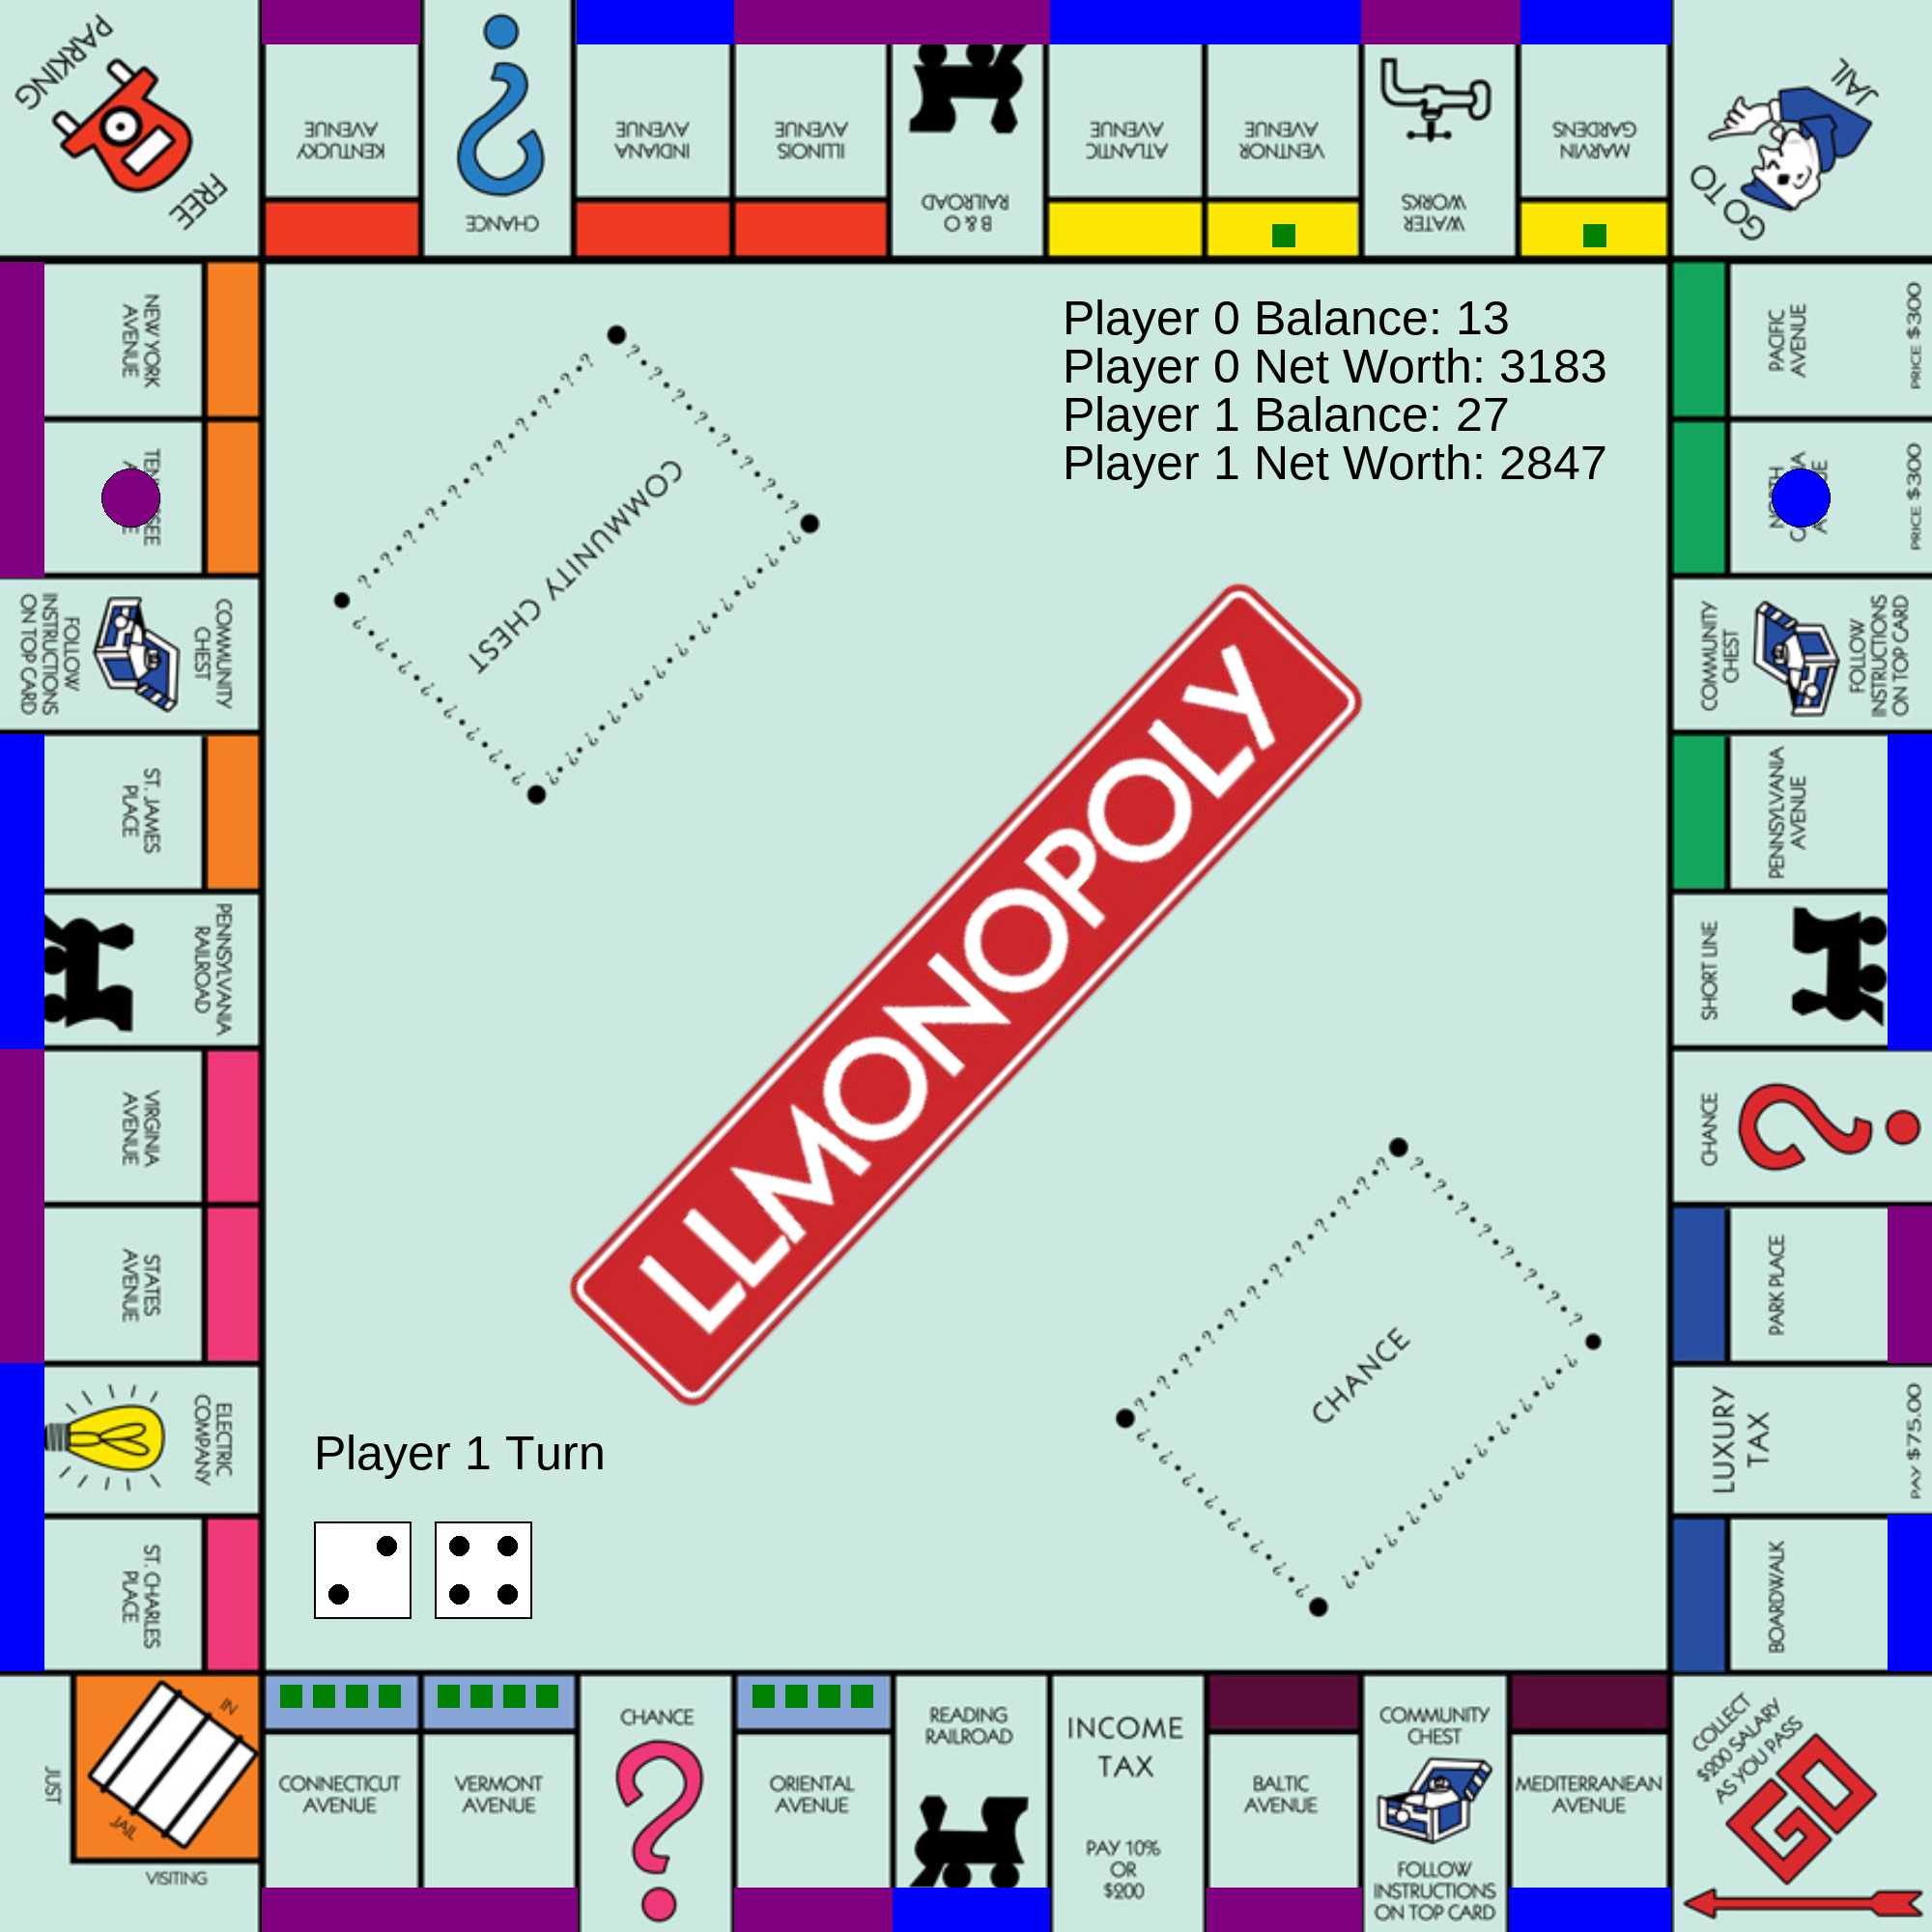 PARKING
FREE
KENTUCKY
AVENUE
CHANCE
INDIANA
AVENUE
ILLINOIS
AVENUE
B & O
RAILROAD
ATLANTIC
AVENUE
VENTNOR
AVENUE
WATER
WORKS
MARVIN
GARDENS
GO TO
JAIL
NEW YORK
AVENUE
COMMUNITY
CHEST
FOLLOW
INSTRUCTIONS
ON TOP CARD
ST. JAMES
PLACE
PENNSYLVANIA
RAILROAD
VIRGINIA
AVENUE
STATES
AVENUE
ELECTRIC
COMPANY
ST. CHARLES
PLACE
Player 0 Balance: 13
Player 0 Net Worth: 3183
Player 1 Balance: 27
Player 1 Net Worth: 2847
COMMUNITY CHEST
LLMONOPOLY
CHANCE
Player 1 Turn
PACIFIC
AVENUE
PRICE $300
NORTH
PRICE $300
COMMUNITY
CHEST
FOLLOW
INSTRUCTIONS
ON TOP CARD
PENNSYLVANIA
AVENUE
SHORT LINE
CHANCE
PARK PLACE
LUXURY
TAX
PAY $75.00
BOARDWALK
IN
JAIL
JUST
VISITING
CONNECTICUT
AVENUE
VERMONT
AVENUE
CHANCE
ORIENTAL
AVENUE
READING
RAILROAD
INCOME
TAX
PAY 10%
OR
$200
BALTIC
AVENUE
COMMUNITY
CHEST
FOLLOW
INSTRUCTIONS
ON TOP CARD
MEDITERRANEAN
AVENUE
COLLECT
$200 SALARY
AS YOU PASS
GO